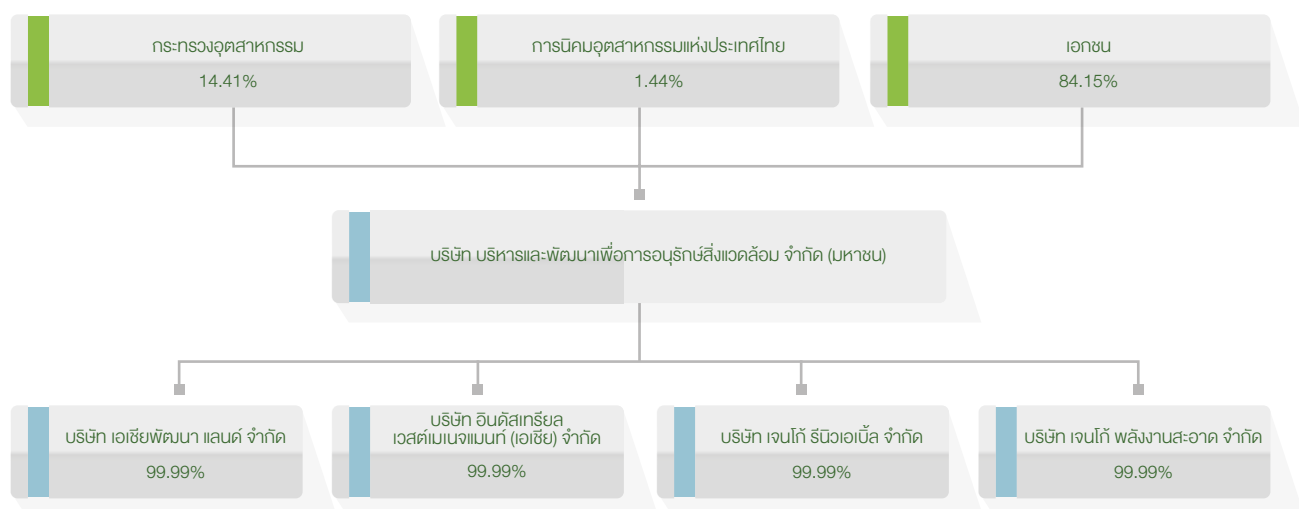 กระทรวงอุตสาหกรรม
14.41%
การนิคมอุตสาหกรรมแห่งประเทศไทย
1.44%
เอกชน
84.15%
บริษัท บริหารและพัฒนาเพื่อการอนุรักษ์สิ่งแวดล้อม จำกัด (มหาชน)
บริษัท เอเชียพัฒนา แลนด์ จำกัด
99.99%
บริษัท อินดัสเทรียล
เวสต์เมเนจแมนท์ (เอเชีย) จำกัด
99.99%
บริษัท เจนโก้ รีนิวเอเบิ้ล จำกัด
99.99%
บริษัท เจนโก้ พลังงานสะอาด จำกัด
99.99%